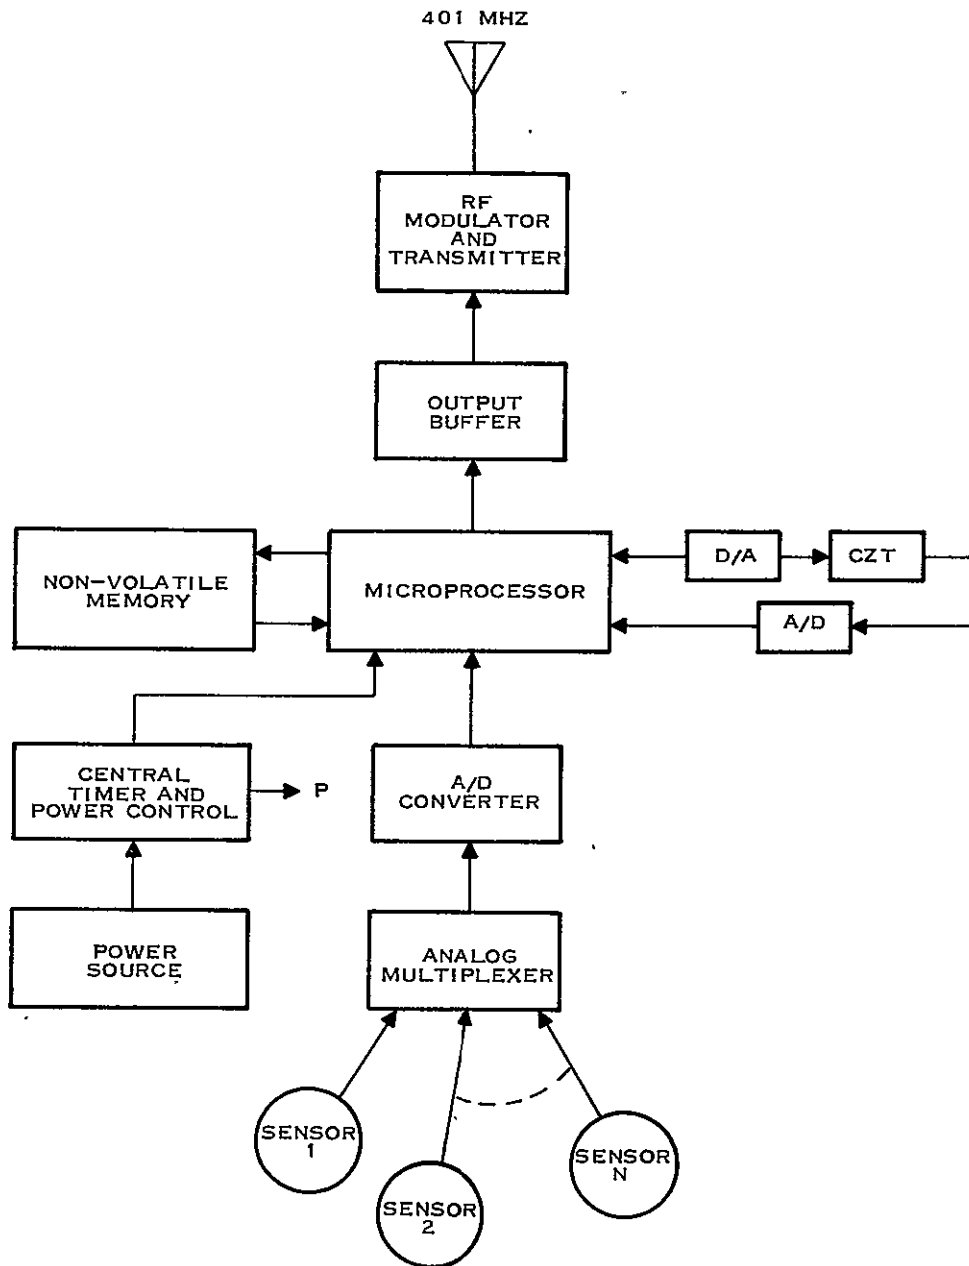 401 MHZ
RF
MODULATOR
AND
TRANSMITTER
OUTPUT
BUFFER
NON-VOLATILE
MEMORY
MICROPROCESSOR
D/A
CZT
A/D
CENTRAL
TIMER AND
POWER CONTROL
P
A/D
CONVERTER
POWER
SOURCE
ANALOG
MULTIPLEXER
SENSOR
1
SENSOR
2
SENSOR
N